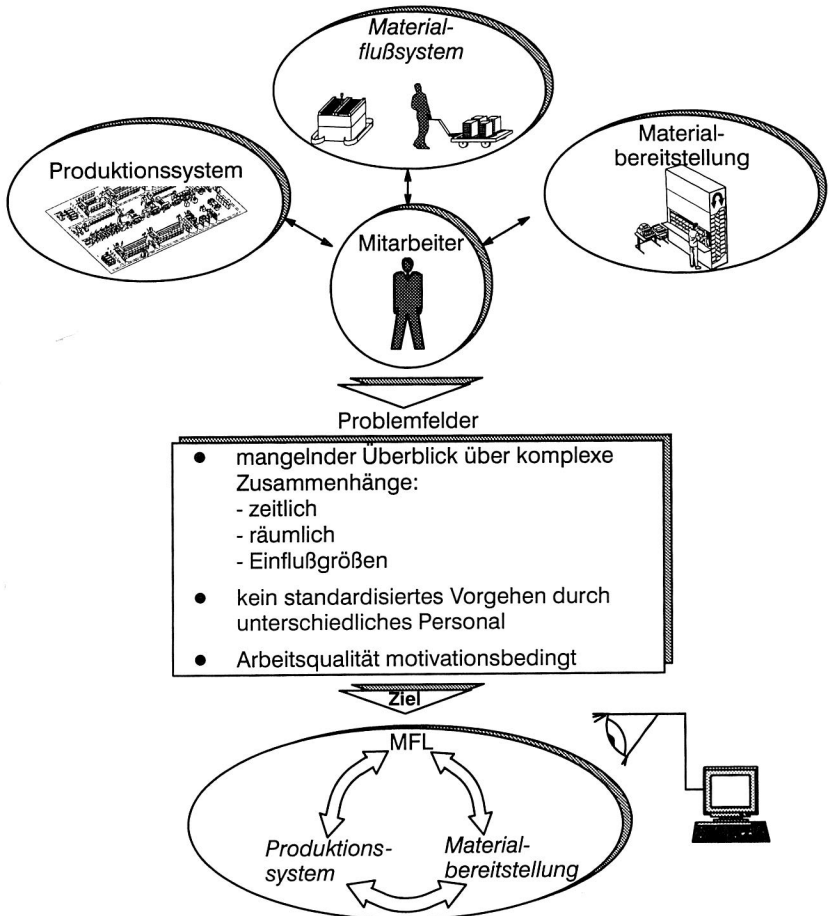 Material-
flußsystem
Produktionssystem
Material-
bereitstellung
Mitarbeiter
Problemfelder
● mangelnder Überblick über komplexe
Zusammenhänge:
- zeitlich
- räumlich
- Einflußgrößen
● kein standardisiertes Vorgehen durch
unterschiedliches Personal
● Arbeitsqualität motivationsbedingt
Ziel
MFL
Produktions-
system
Material-
bereitstellung